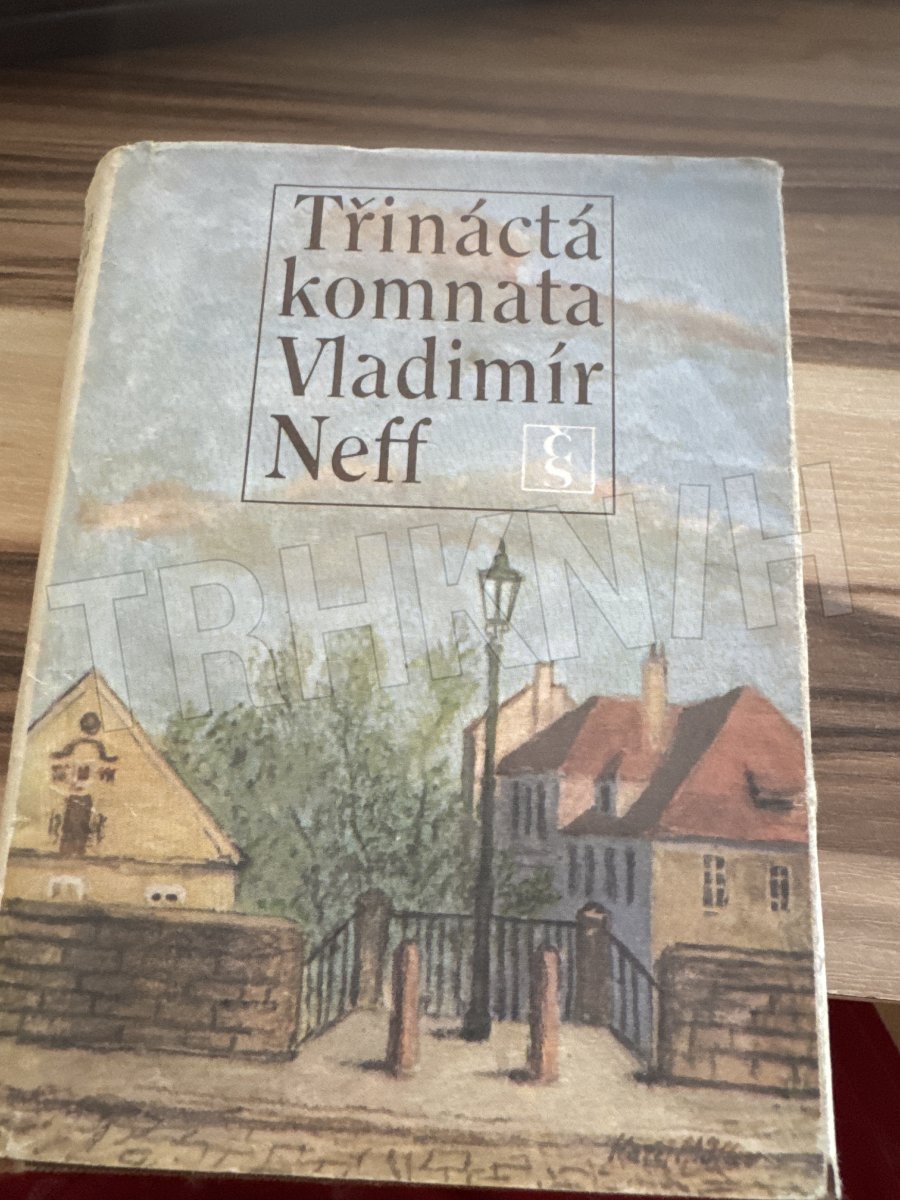 Třináctá
komnata
Vladimír
Neff
čs
TRHKNIH